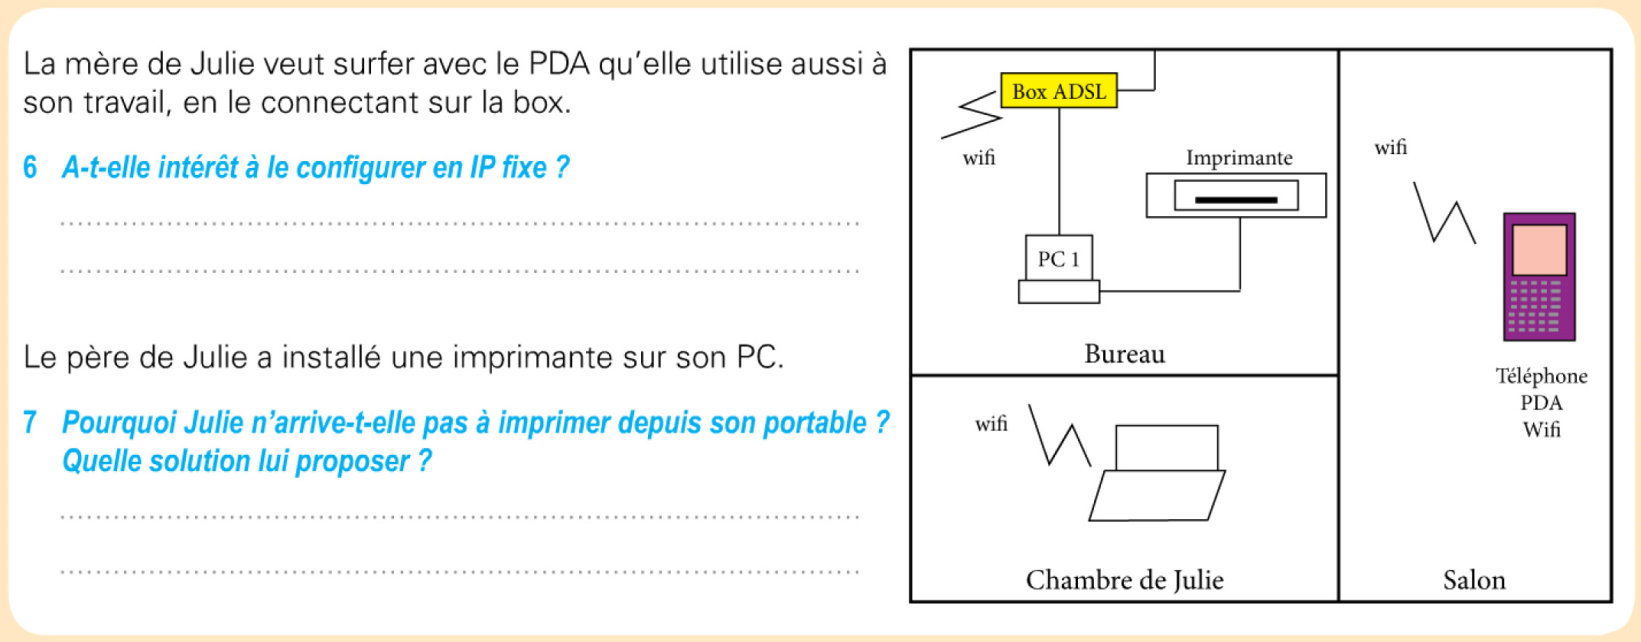 La mère de Julie veut surfer avec le PDA qu'elle utilise aussi à
son travail, en le connectant sur la box.
6 A-t-elle intérêt à le configurer en IP fixe ?
Le père de Julie a installé une imprimante sur son PC.
7 Pourquoi Julie n'arrive-t-elle pas à imprimer depuis son portable ?
Quelle solution lui proposer ?
Box ADSL
wifi
Imprimante
PC 1
Bureau
wifi
Téléphone
PDA
Wifi
wifi
Chambre de Julie
Salon